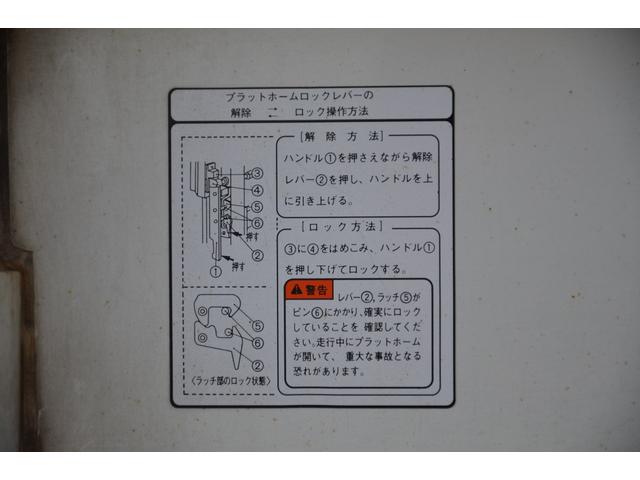 プラットホームロックレバーの
解除 ⇄ ロック操作方法
[解除方法]
ハンドル①を押さえながら解除
レバー②を押し、ハンドルを上
に引き上げる。
③
④
⑤
⑥
押す
②
①
押す
[ロック方法]
③に④をはめこみ、ハンドル①
を押し下げてロックする。
⚠警告
レバー②,ラッチ⑤が
ピン⑥にかかり、確実にロック
していることを 確認してくだ
さい。走行中にプラットホーム
が開いて、 重大な事故となる
恐れがあります。
⑤
⑥
②
〈ラッチ部のロック状態〉